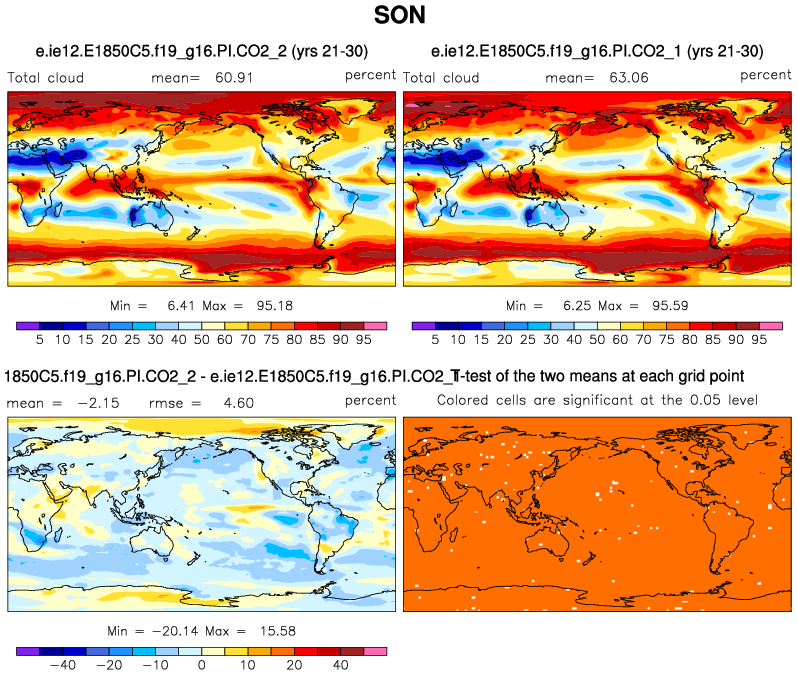 SON
e.ie12.E1850C5.f19_g16.PI.CO2_2 (yrs 21-30)
Total cloud mean= 60.91 percent
Min = 6.41 Max = 95.18
5 10 15 20 25 30 40 50 60 70 75 80 85 90 95
e.ie12.E1850C5.f19_g16.PI.CO2_1 (yrs 21-30)
Total cloud mean= 63.06 percent
Min = 6.25 Max = 95.59
5 10 15 20 25 30 40 50 60 70 75 80 85 90 95
1850C5.f19_g16.PI.CO2_2 - e.ie12.E1850C5.f19_g16.PI.CO2_
mean = -2.15 rmse = 4.60 percent
Min = -20.14 Max = 15.58
-40 -20 -10 0 10 20 40
T-test of the two means at each grid point
Colored cells are significant at the 0.05 level